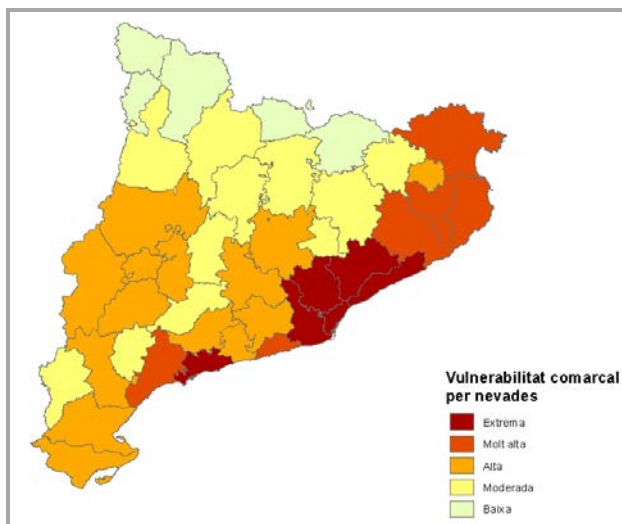 Vulnerabilitat comarcal
per nevades
Extrema
Molt alta
Alta
Moderada
Baixa